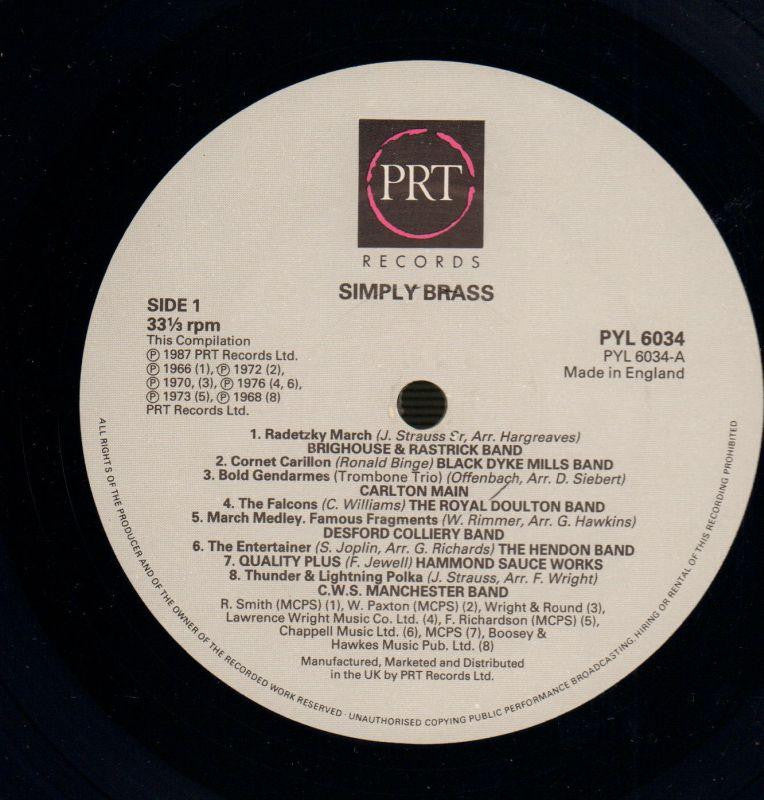 PRT
RECORDS
SIMPLY BRASS
SIDE 1
33⅓ rpm
This Compilation
Ⓟ 1987 PRT Records Ltd.
Ⓟ 1966 (1), Ⓟ 1972 (2),
Ⓟ 1970, (3), Ⓟ 1976 (4, 6),
Ⓟ 1973 (5), Ⓟ 1968 (8)
PRT Records Ltd.
PYL 6034
PYL 6034-A
Made in England
1. Radetzky March (J. Strauss Sr, Arr. Hargreaves)
BRIGHOUSE & RASTRICK BAND
2. Cornet Carillon (Ronald Binge) BLACK DYKE MILLS BAND
3. Bold Gendarmes (Trombone Trio) (Offenbach, Arr. D. Siebert)
CARLTON MAIN
4. The Falcons (C. Williams) THE ROYAL DOULTON BAND
5. March Medley. Famous Fragments (W. Rimmer, Arr. G. Hawkins)
DESFORD COLLIERY BAND
6. The Entertainer (S. Joplin, Arr. G. Richards) THE HENDON BAND
7. QUALITY PLUS (F. Jewell) HAMMOND SAUCE WORKS
8. Thunder & Lightning Polka (J. Strauss, Arr. F. Wright)
C.W.S. MANCHESTER BAND
R. Smith (MCPS) (1), W. Paxton (MCPS) (2), Wright & Round (3),
Lawrence Wright Music Co. Ltd. (4), F. Richardson (MCPS) (5),
Chappell Music Ltd. (6), MCPS (7), Boosey &
Hawkes Music Pub. Ltd. (8)
Manufactured, Marketed and Distributed
in the UK by PRT Records Ltd.
ALL RIGHTS OF THE PRODUCER AND OF THE OWNER OF THE RECORDED WORK RESERVED · UNAUTHORISED COPYING PUBLIC PERFORMANCE BROADCASTING, HIRING OR RENTAL OF THIS RECORDING PROHIBITED